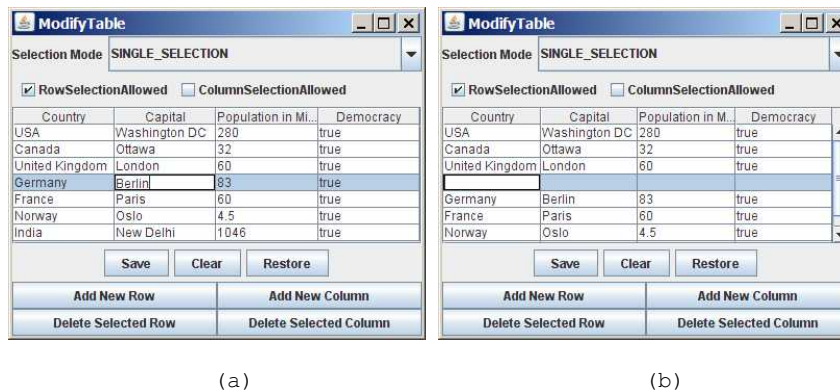 ModifyTable
Selection Mode SINGLE_SELECTION
RowSelectionAllowed ColumnSelectionAllowed
Country Capital Population in Mi... Democracy
USA Washington DC 280 true
Canada Ottawa 32 true
United Kingdom London 60 true
Germany Berlin 83 true
France Paris 60 true
Norway Oslo 4.5 true
India New Delhi 1046 true
Save Clear Restore
Add New Row Add New Column
Delete Selected Row Delete Selected Column
(a)
ModifyTable
Selection Mode SINGLE_SELECTION
RowSelectionAllowed ColumnSelectionAllowed
Country Capital Population in M... Democracy
USA Washington DC 280 true
Canada Ottawa 32 true
United Kingdom London 60 true
Germany Berlin 83 true
France Paris 60 true
Norway Oslo 4.5 true
Save Clear Restore
Add New Row Add New Column
Delete Selected Row Delete Selected Column
(b)